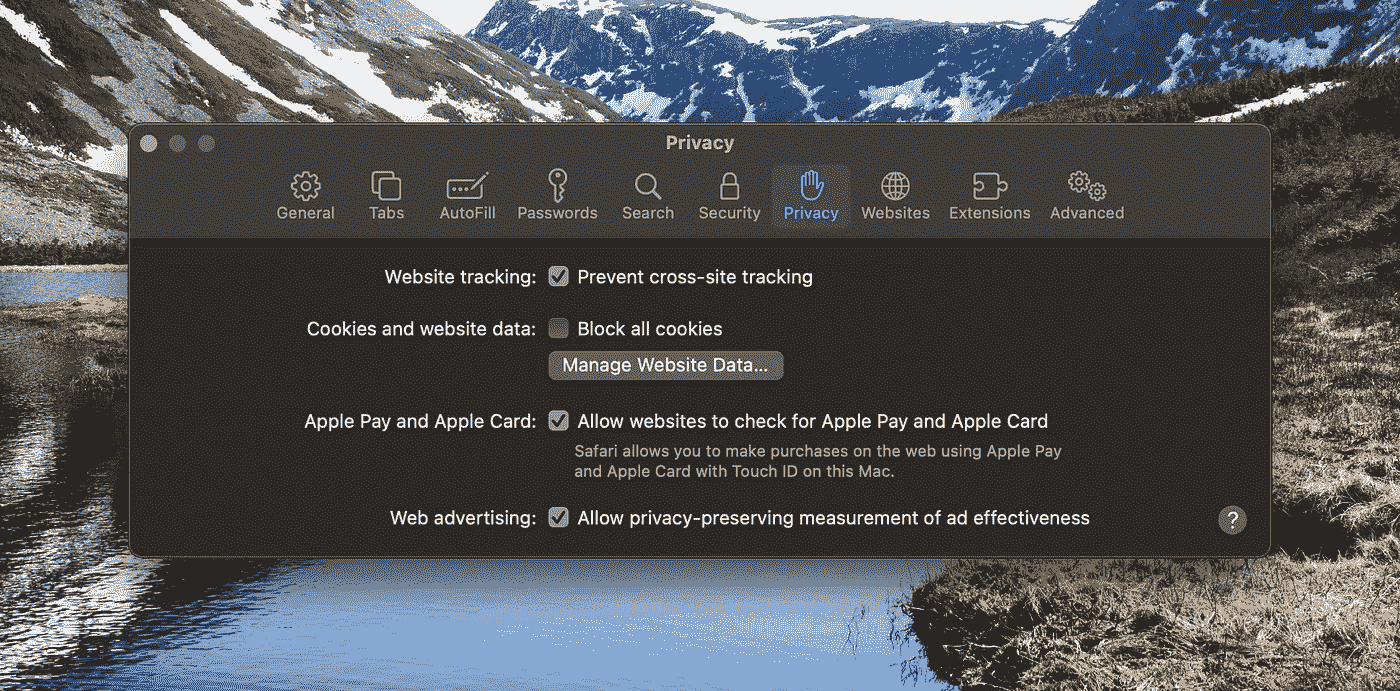 Privacy
General Tabs AutoFill Passwords Search Security Privacy Websites Extensions Advanced
Website tracking: Prevent cross-site tracking
Cookies and website data: Block all cookies
Manage Website Data...
Apple Pay and Apple Card: Allow websites to check for Apple Pay and Apple Card
Safari allows you to make purchases on the web using Apple Pay
and Apple Card with Touch ID on this Mac.
Web advertising: Allow privacy-preserving measurement of ad effectiveness
?